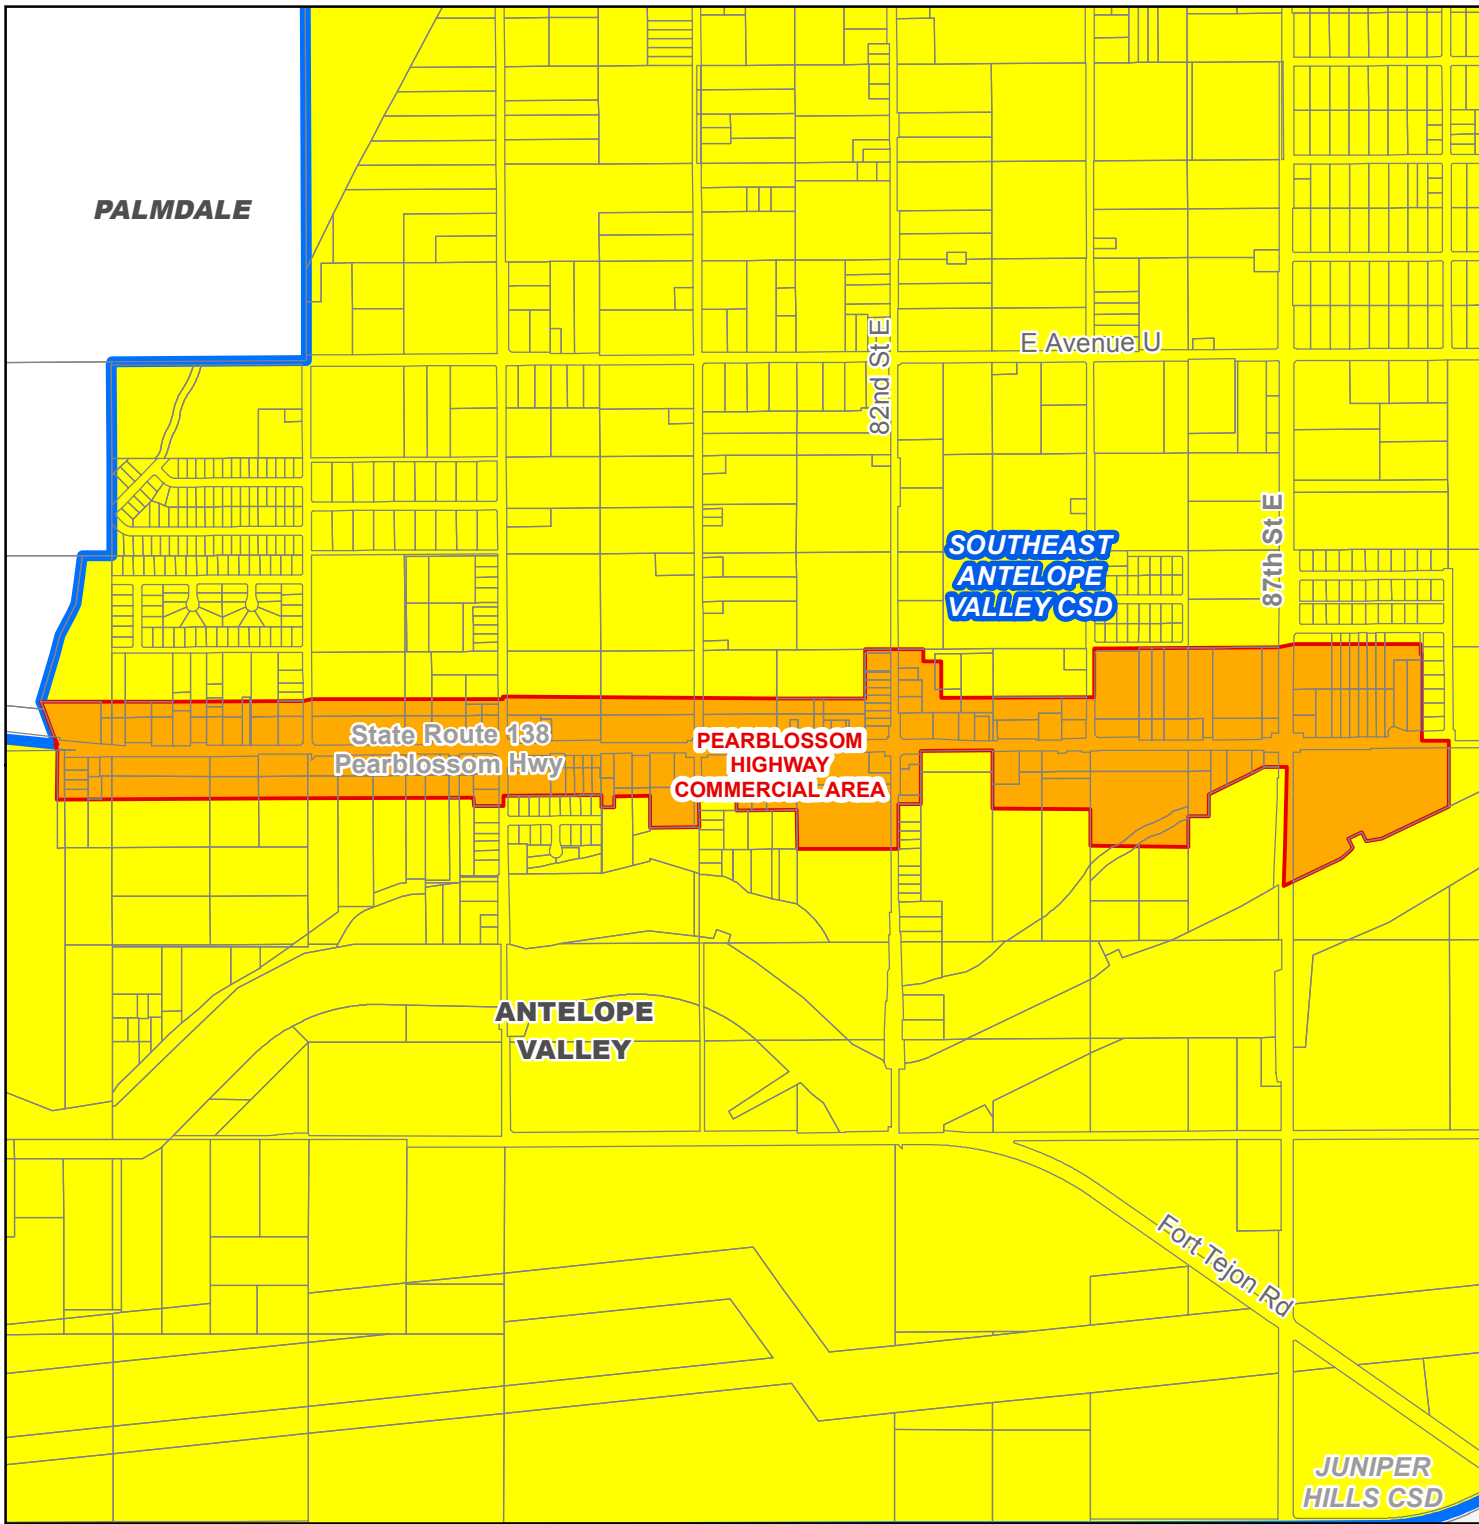 PALMDALE
82nd St E
E Avenue U
87th St E
SOUTHEAST
ANTELOPE
VALLEY CSD
State Route 138
Pearblossom Hwy
PEARBLOSSOM
HIGHWAY
COMMERCIAL AREA
ANTELOPE
VALLEY
Fort Tejon Rd
JUNIPER
HILLS CSD